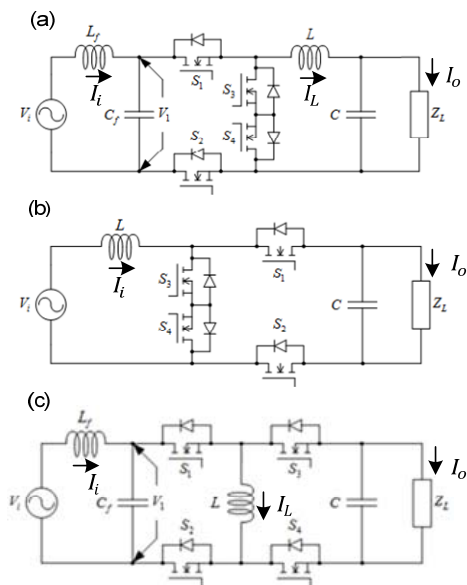 (a)
L_f
I_i
V_i
C_f
V_1
S_1
S_2
S_3
S_4
L
I_L
C
I_o
Z_L
(b)
L
I_i
V_i
S_3
S_4
S_1
S_2
C
I_o
Z_L
(c)
L_f
I_i
V_i
C_f
V_1
S_1
S_2
L
I_L
S_3
S_4
C
I_o
Z_L